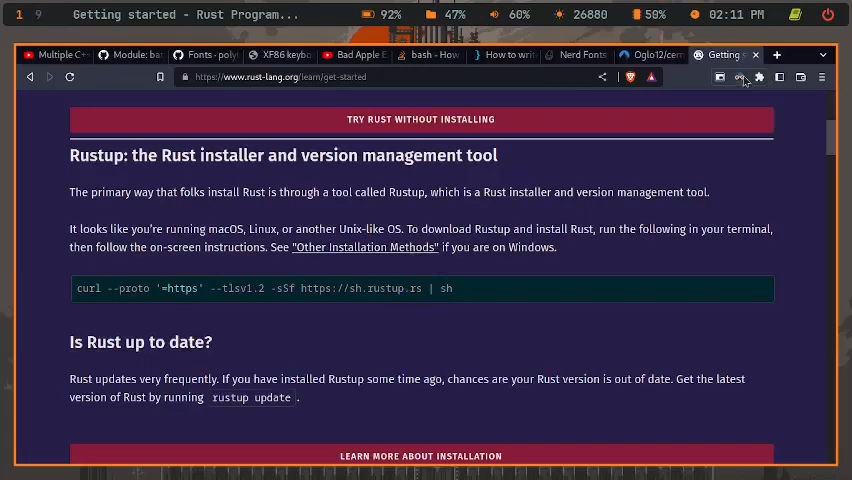 1 9 Getting started - Rust Program... 92% 47% 60% 26880 50% 02:11 PM
Multiple C++ Module: ba Fonts · poly XF86 keybo Bad Apple E bash - How How to write Nerd Fonts Oglo12/cer Getting s
https://www.rust-lang.org/learn/get-started
TRY RUST WITHOUT INSTALLING
Rustup: the Rust installer and version management tool
The primary way that folks install Rust is through a tool called Rustup, which is a Rust installer and version management tool.
It looks like you're running macOS, Linux, or another Unix-like OS. To download Rustup and install Rust, run the following in your terminal,
then follow the on-screen instructions. See "Other Installation Methods" if you are on Windows.
curl --proto '=https' --tlsv1.2 -sSf https://sh.rustup.rs | sh
Is Rust up to date?
Rust updates very frequently. If you have installed Rustup some time ago, chances are your Rust version is out of date. Get the latest
version of Rust by running rustup update .
LEARN MORE ABOUT INSTALLATION